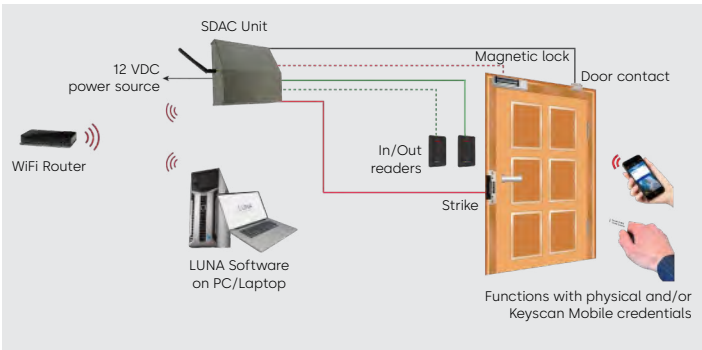 SDAC Unit
Magnetic lock
Door contact
12 VDC
power source
WiFi Router
In/Out
readers
Strike
LUNA
LUNA Software
on PC/Laptop
Functions with physical and/or
Keyscan Mobile credentials